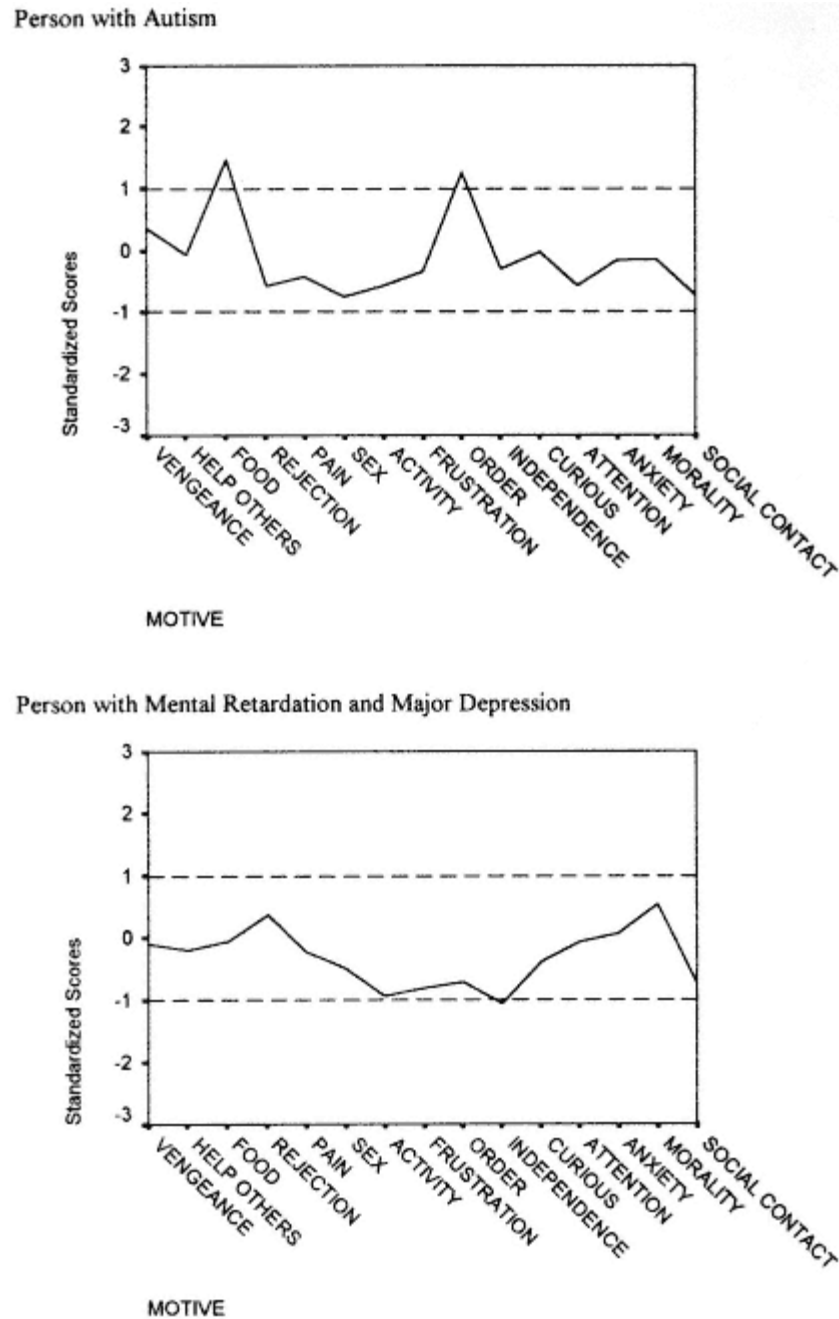 Person with Autism
3
2
1
0
-1
-2
-3
Standardized Scores
VENGEANCE
HELP OTHERS
FOOD
REJECTION
PAIN
SEX
ACTIVITY
FRUSTRATION
ORDER
INDEPENDENCE
CURIOUS
ATTENTION
ANXIETY
MORALITY
SOCIAL CONTACT
MOTIVE
Person with Mental Retardation and Major Depression
3
2
1
0
-1
-2
-3
Standardized Scores
VENGEANCE
HELP OTHERS
FOOD
REJECTION
PAIN
SEX
ACTIVITY
FRUSTRATION
ORDER
INDEPENDENCE
CURIOUS
ATTENTION
ANXIETY
MORALITY
SOCIAL CONTACT
MOTIVE